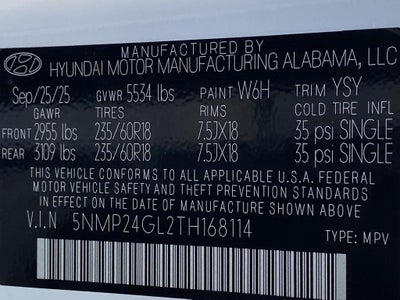 MANUFACTURED BY
HYUNDAI MOTOR MANUFACTURING ALABAMA, LLC
Sep/25/25 GVWR 5534 lbs PAINT W6H TRIM YSY
GAWR TIRES RIMS COLD TIRE INFL
FRONT 2955 lbs 235/60R18 7.5JX18 35 psi SINGLE
REAR 3109 lbs 235/60R18 7.5JX18 35 psi SINGLE
THIS VEHICLE CONFORMS TO ALL APPLICABLE U.S.A. FEDERAL
MOTOR VEHICLE SAFETY AND THEFT PREVENTION STANDARDS
IN EFFECT ON THE DATE OF MANUFACTURE SHOWN ABOVE
V.I.N 5NMP24GL2TH168114
TYPE: MPV